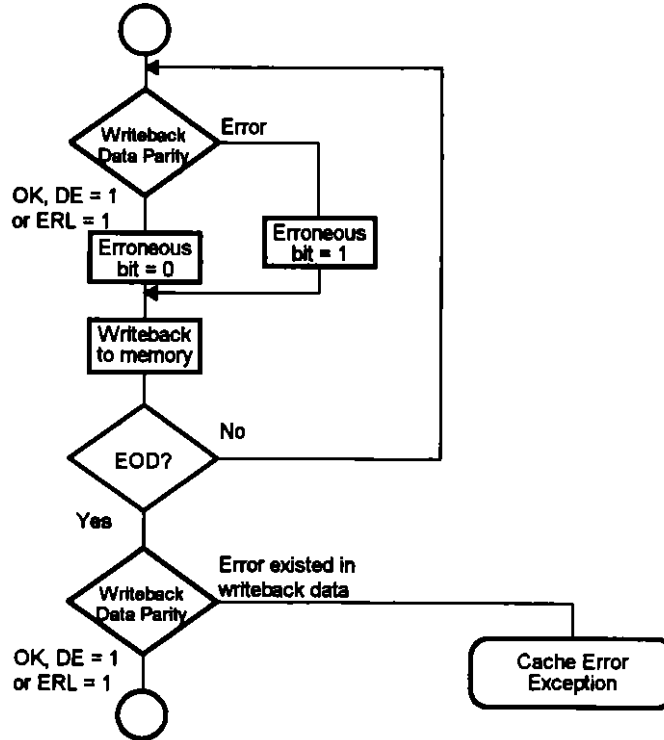 Writeback
Data Parity
Error
OK, DE = 1
or ERL = 1
Erroneous
bit = 0
Erroneous
bit = 1
Writeback
to memory
EOD?
No
Yes
Writeback
Data Parity
Error existed in
writeback data
OK, DE = 1
or ERL = 1
Cache Error
Exception